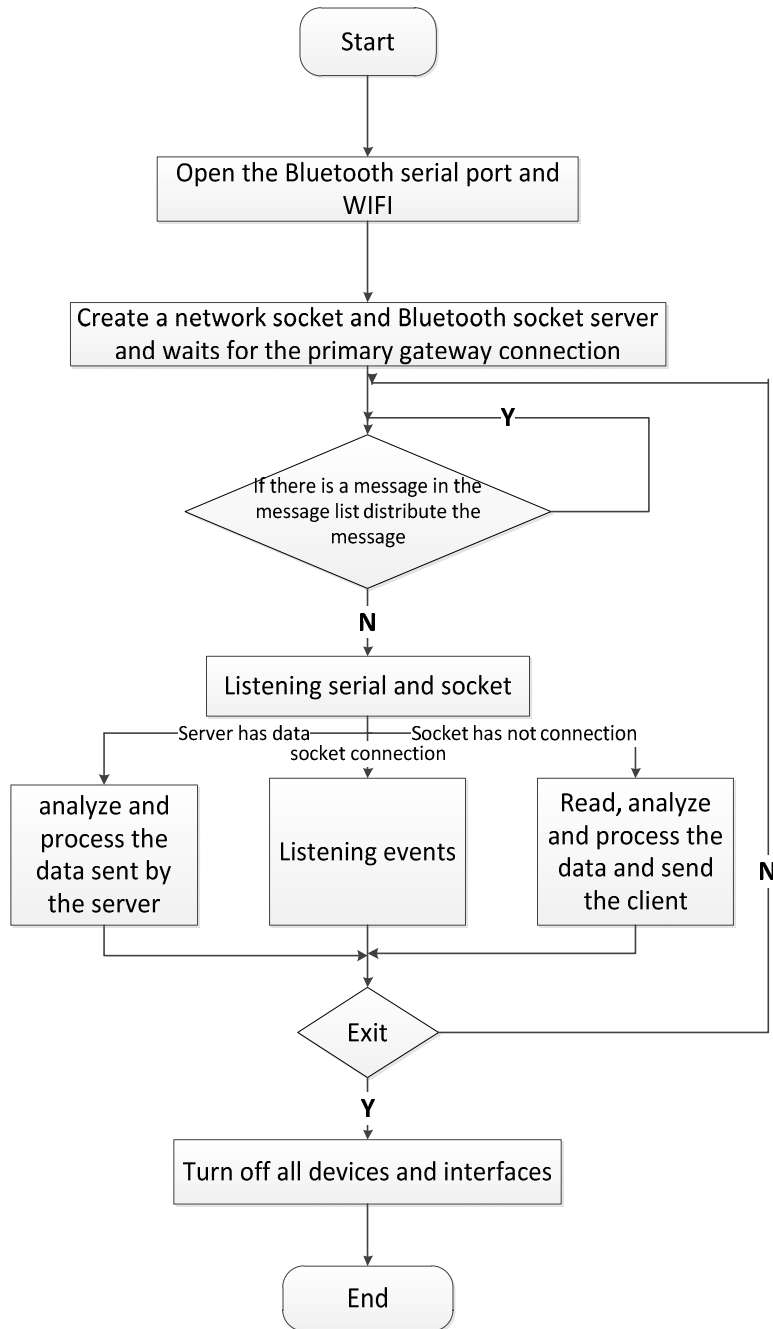 Start
Open the Bluetooth serial port and
WIFI
Create a network socket and Bluetooth socket server
and waits for the primary gateway connection
Y
If there is a message in the
message list distribute the
message
N
Listening serial and socket
Server has data
Socket has not connection
socket connection
analyze and
process the
data sent by
the server
Listening events
Read, analyze
and process the
data and send
the client
N
Exit
Y
Turn off all devices and interfaces
End